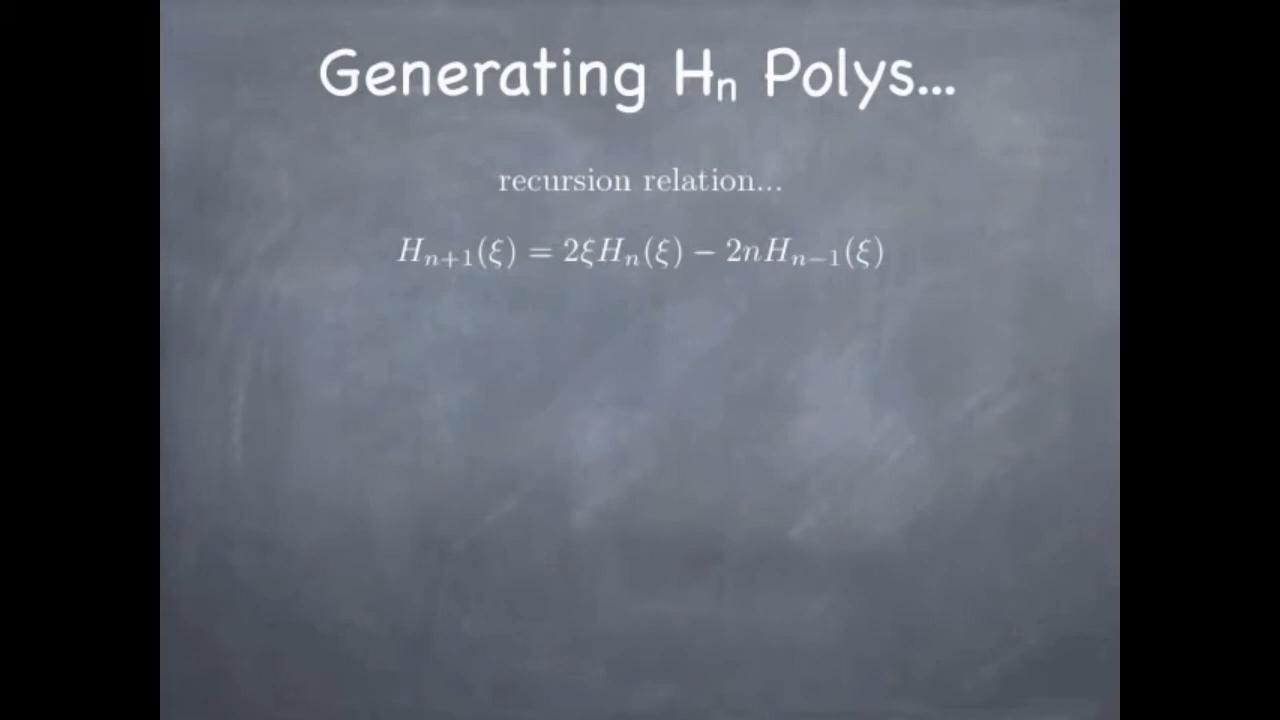 Generating Hₙ Polys...
recursion relation...
Hₙ₊₁(ξ) = 2ξHₙ(ξ) − 2nHₙ₋₁(ξ)